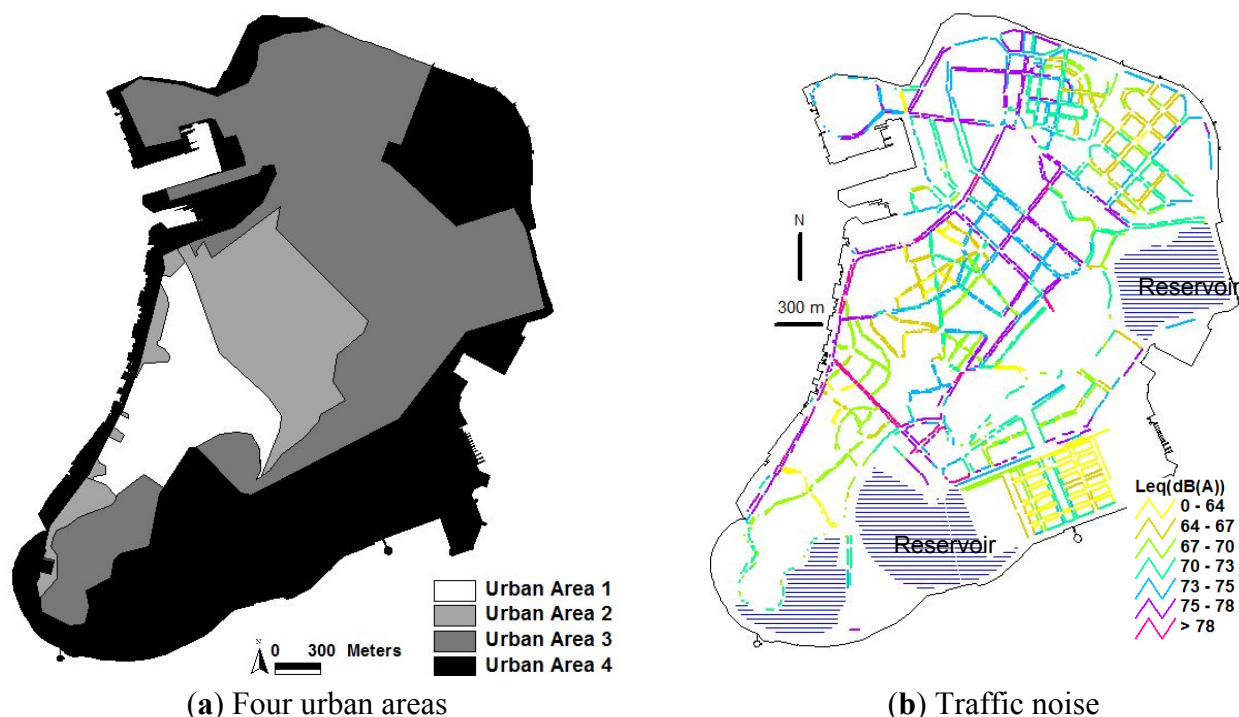 N
0 300 Meters
Urban Area 1
Urban Area 2
Urban Area 3
Urban Area 4
(a) Four urban areas
N
300 m
Reservoir
Reservoir
Leq(dB(A))
0 - 64
64 - 67
67 - 70
70 - 73
73 - 75
75 - 78
> 78
(b) Traffic noise